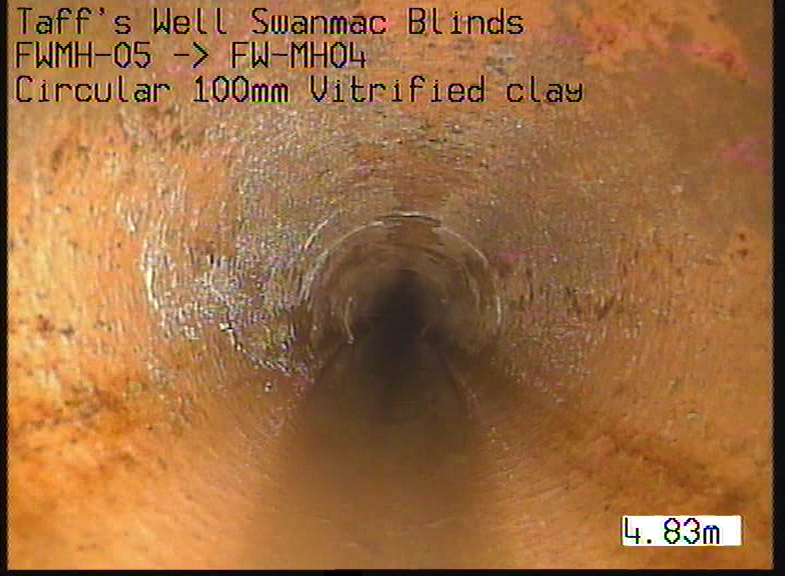 Taff's Well Swanmac Blinds
FWMH-05 -> FW-MH04
Circular 100mm Vitrified clay
4.83m